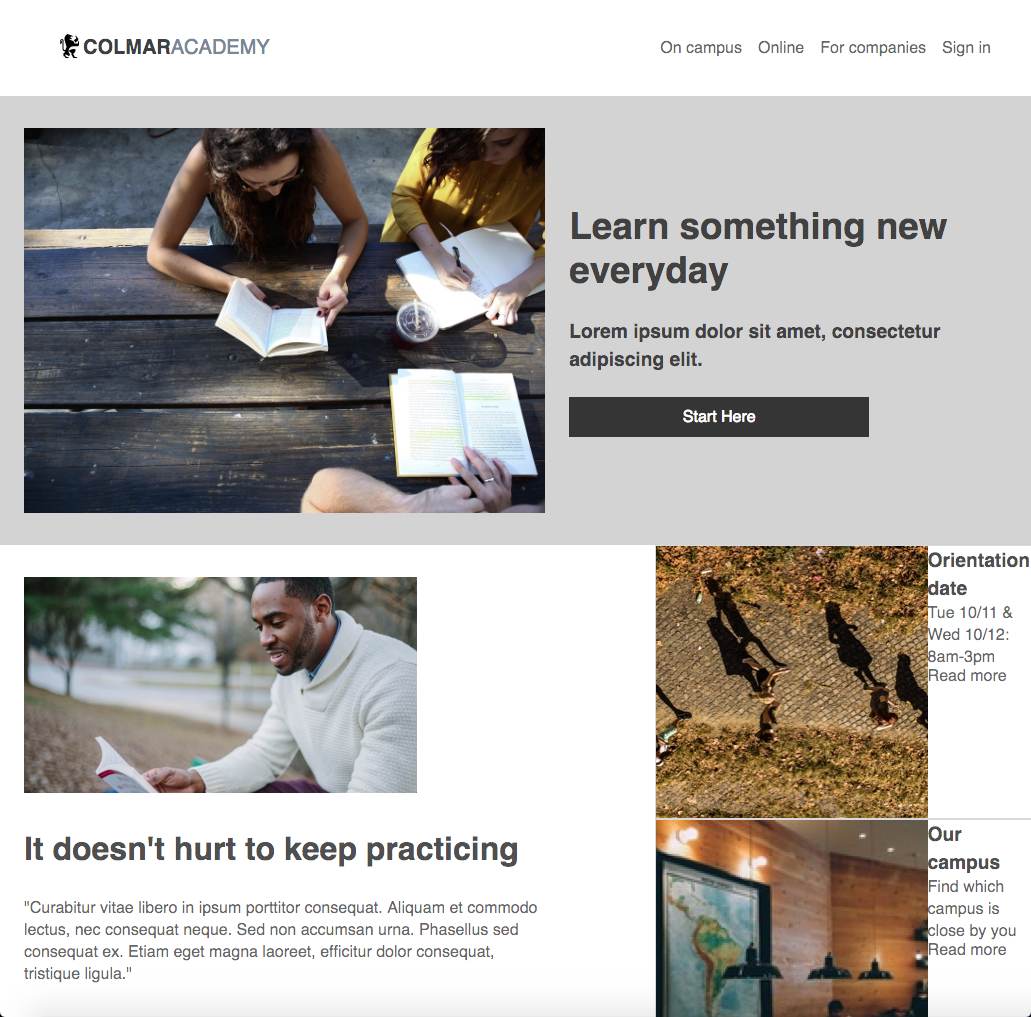 COLMARACADEMY
On campus Online For companies Sign in
Learn something new
everyday
Lorem ipsum dolor sit amet, consectetur
adipiscing elit.
Start Here
Orientation
date
Tue 10/11 &
Wed 10/12:
8am-3pm
Read more
It doesn't hurt to keep practicing
"Curabitur vitae libero in ipsum porttitor consequat. Aliquam et commodo
lectus, nec consequat neque. Sed non accumsan urna. Phasellus sed
consequat ex. Etiam eget magna laoreet, efficitur dolor consequat,
tristique ligula."
Our
campus
Find which
campus is
close by you
Read more